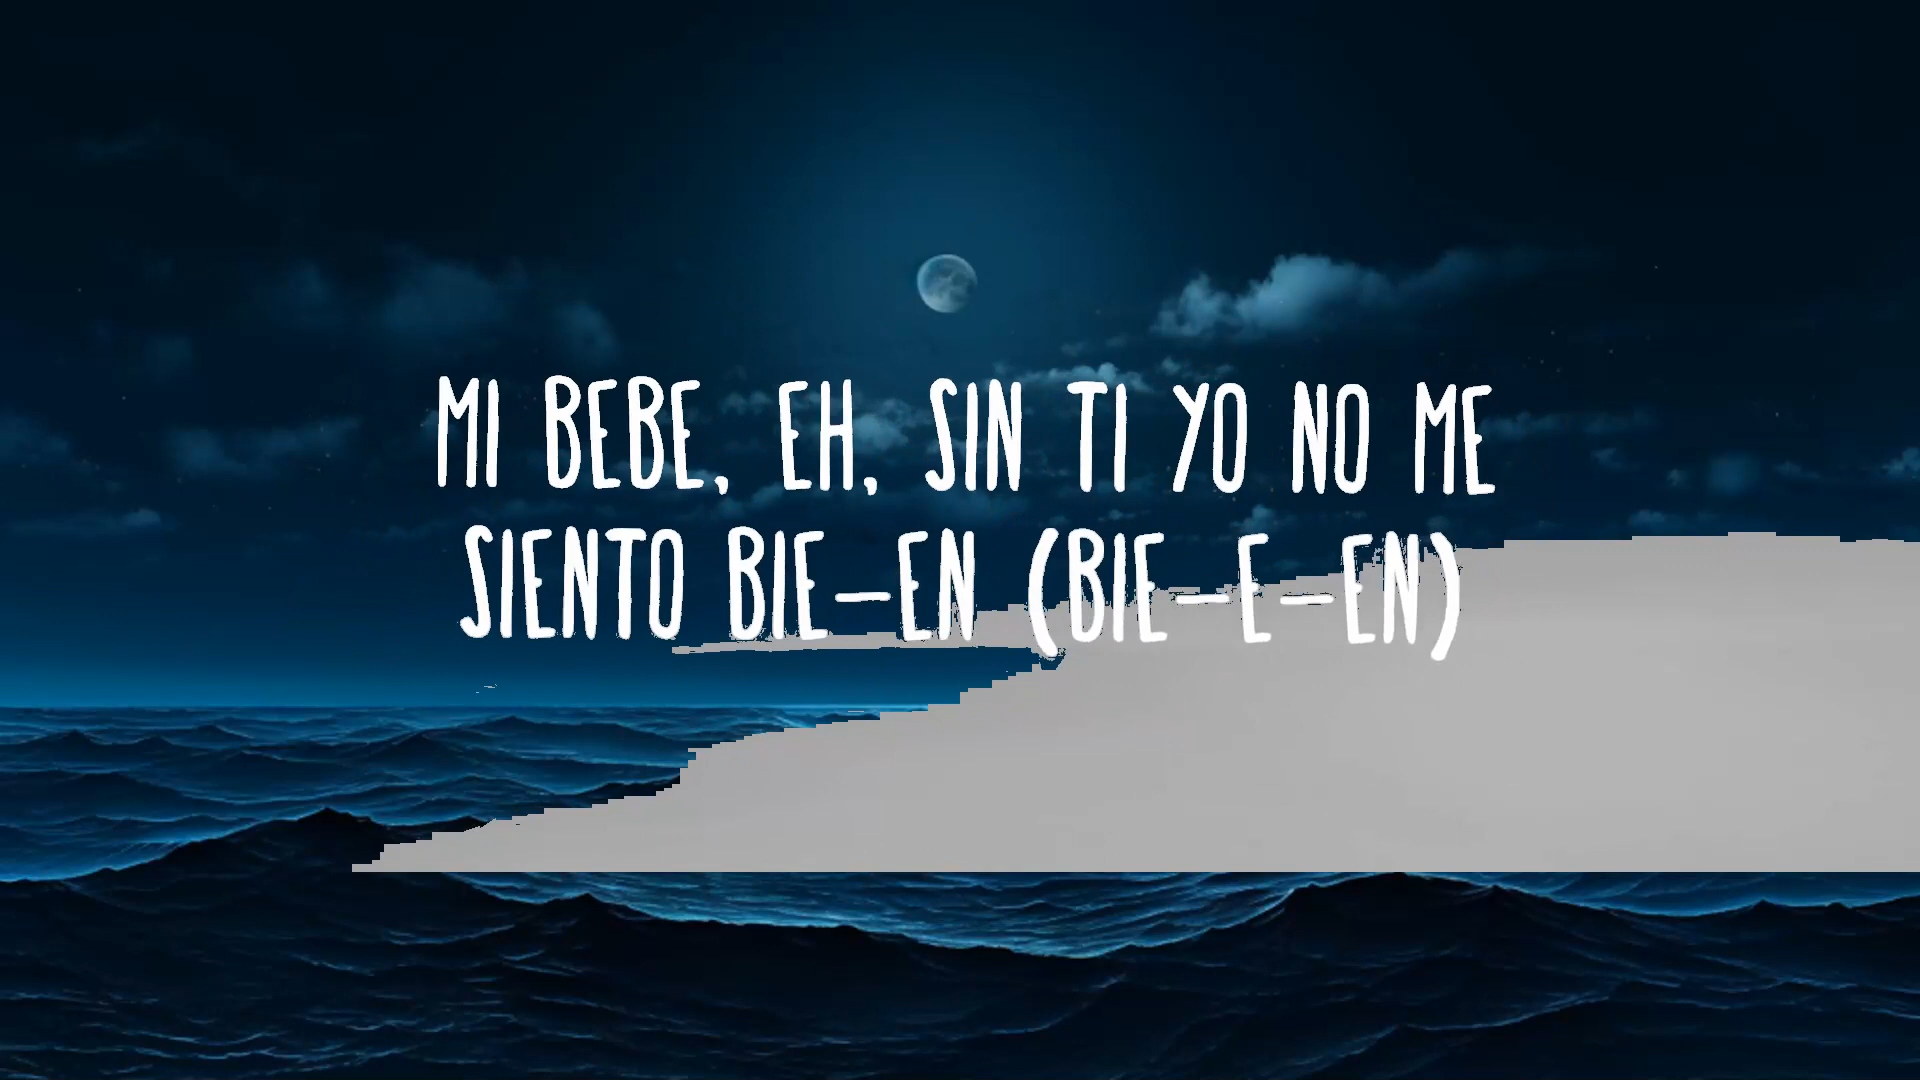 MI BEBE, EH, SIN TI YO NO ME
SIENTO BIE-EN (BIE-E-EN)